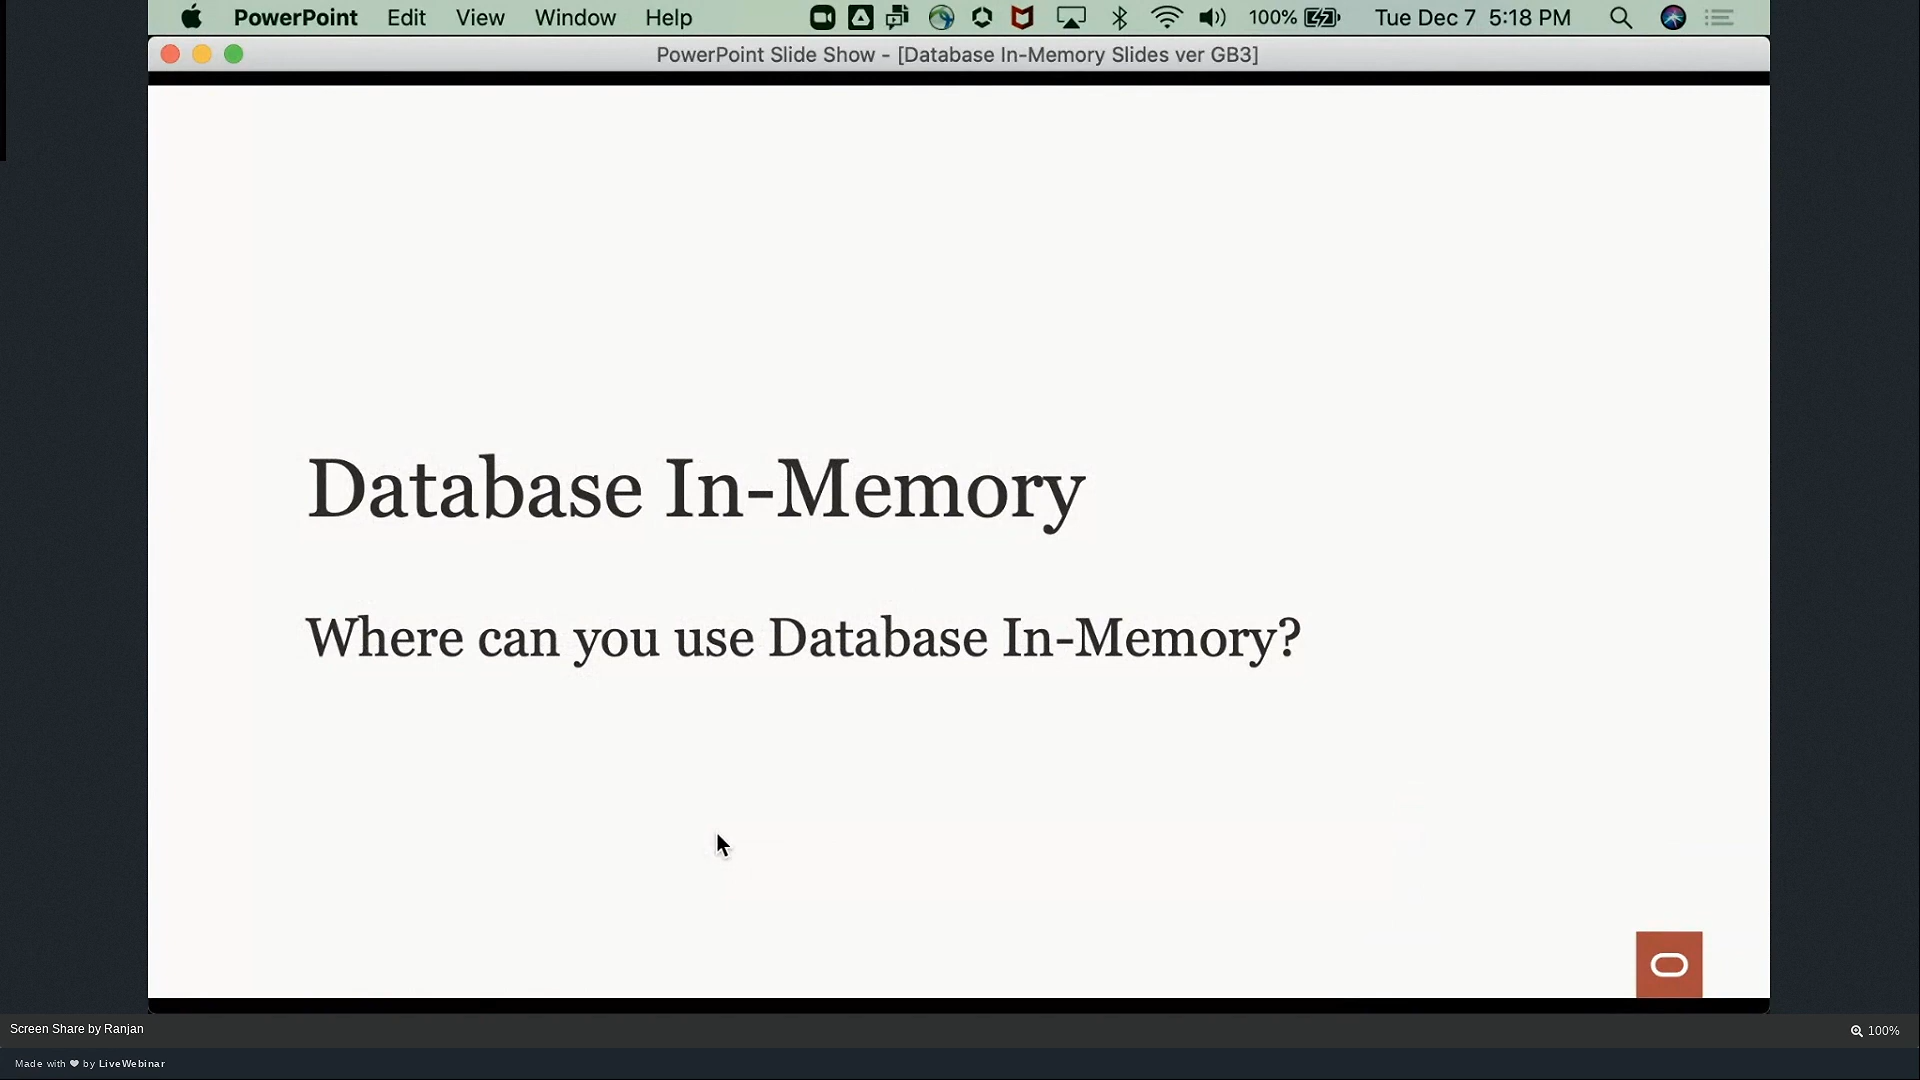 PowerPoint Edit View Window Help 100% Tue Dec 7 5:18 PM
PowerPoint Slide Show - [Database In-Memory Slides ver GB3]
Database In-Memory
Where can you use Database In-Memory?
Screen Share by Ranjan
100%
Made with ❤ by LiveWebinar